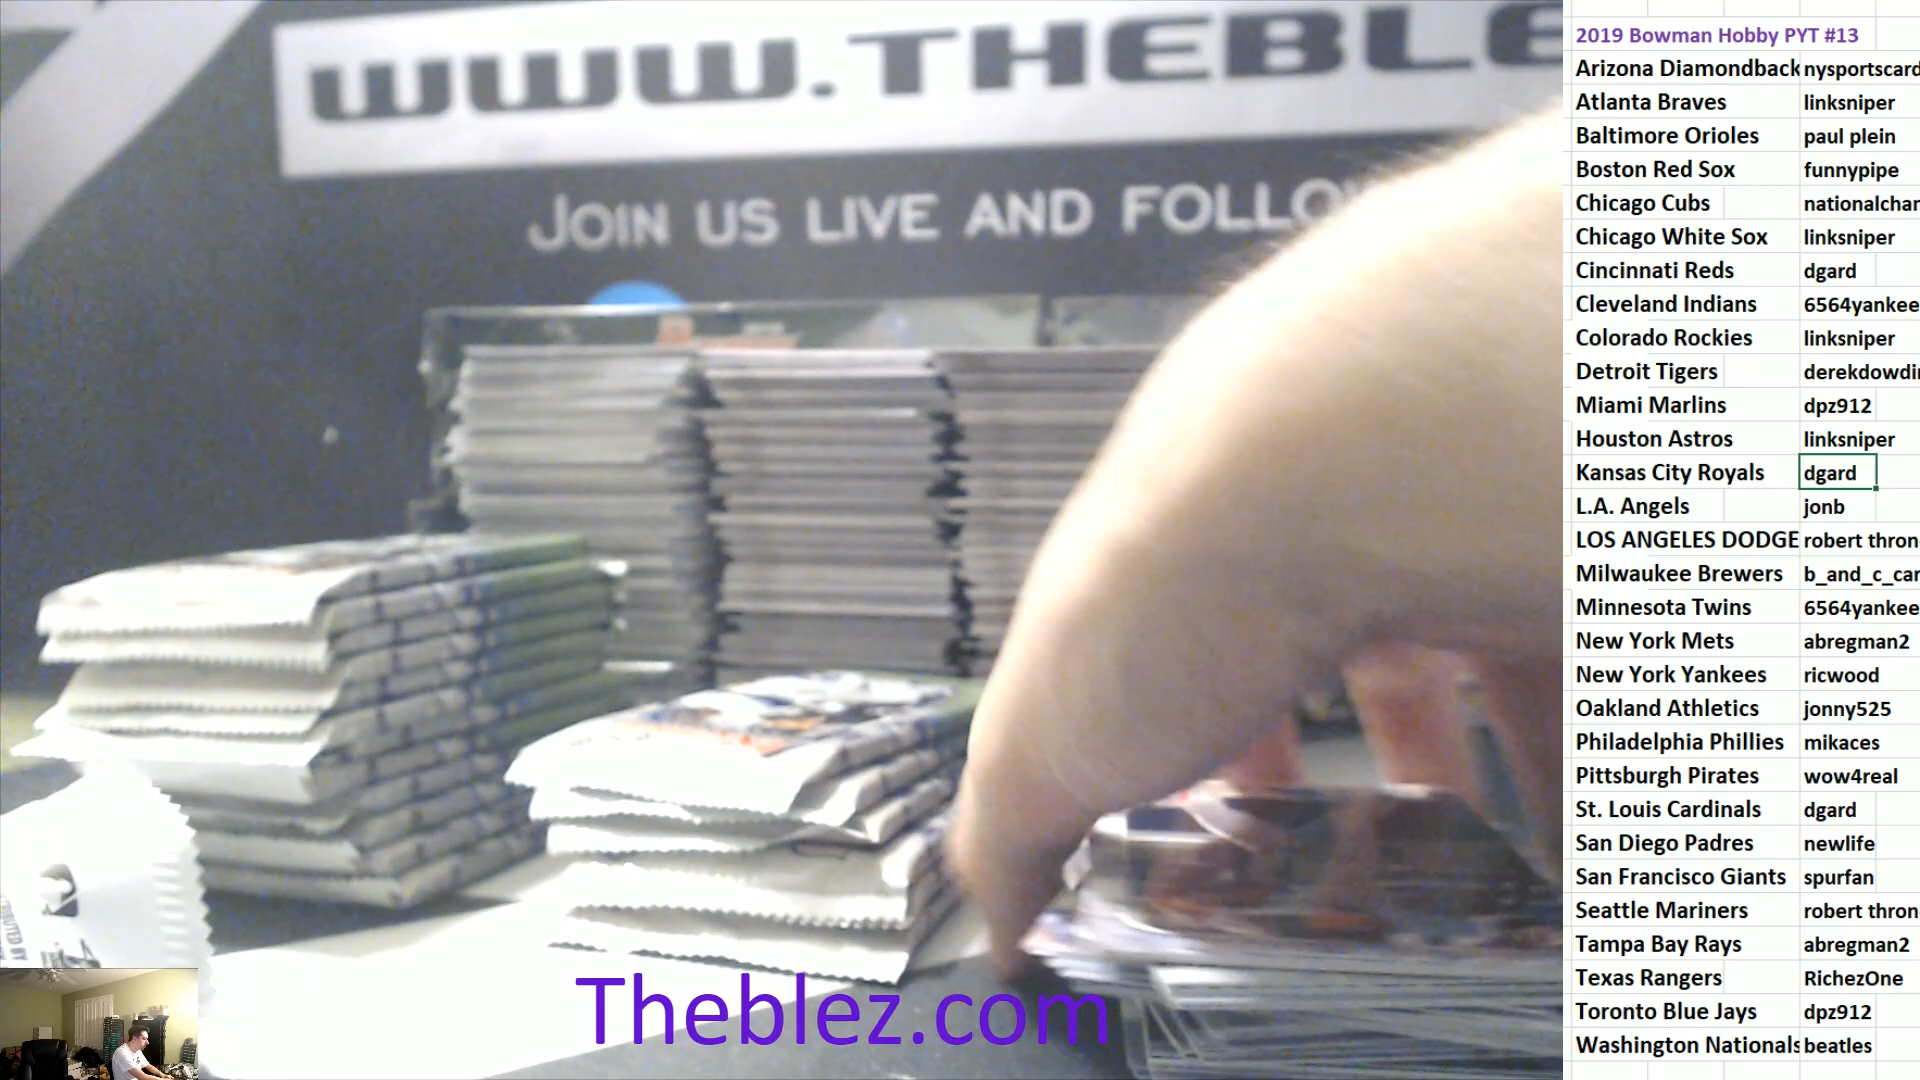 WWW.THEBLE
JOIN US LIVE AND FOLLO
Theblez.com
2019 Bowman Hobby PYT #13
Arizona Diamondback nysportscard
Atlanta Braves linksniper
Baltimore Orioles paul plein
Boston Red Sox funnypipe
Chicago Cubs nationalchar
Chicago White Sox linksniper
Cincinnati Reds dgard
Cleveland Indians 6564yankee
Colorado Rockies linksniper
Detroit Tigers derekdowdin
Miami Marlins dpz912
Houston Astros linksniper
Kansas City Royals dgard
L.A. Angels jonb
LOS ANGELES DODGE robert thron
Milwaukee Brewers b_and_c_car
Minnesota Twins 6564yankee
New York Mets abregman2
New York Yankees ricwood
Oakland Athletics jonny525
Philadelphia Phillies mikaces
Pittsburgh Pirates wow4real
St. Louis Cardinals dgard
San Diego Padres newlife
San Francisco Giants spurfan
Seattle Mariners robert thron
Tampa Bay Rays abregman2
Texas Rangers RichezOne
Toronto Blue Jays dpz912
Washington Nationals beatles